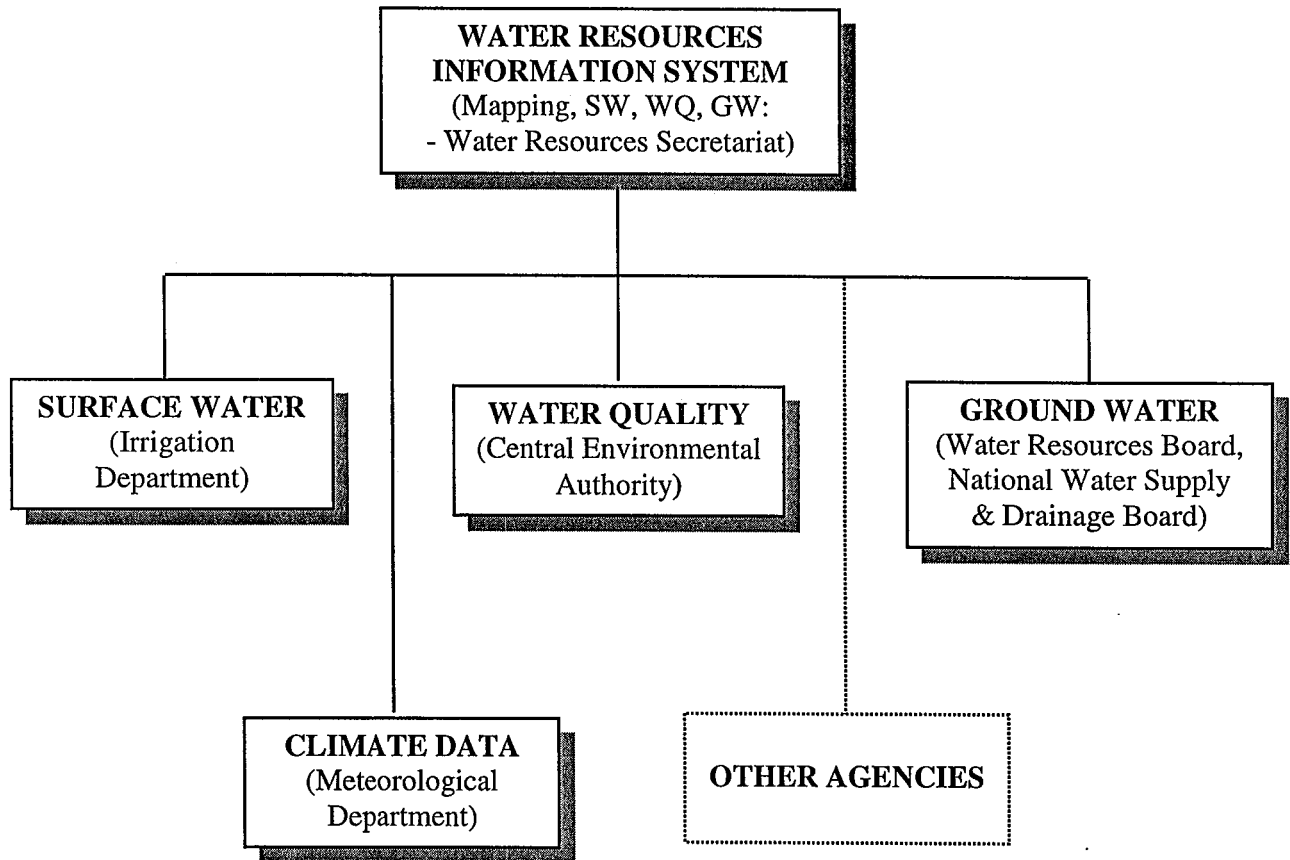 WATER RESOURCES
INFORMATION SYSTEM
(Mapping, SW, WQ, GW:
- Water Resources Secretariat)
SURFACE WATER
(Irrigation
Department)
WATER QUALITY
(Central Environmental
Authority)
GROUND WATER
(Water Resources Board,
National Water Supply
& Drainage Board)
CLIMATE DATA
(Meteorological
Department)
OTHER AGENCIES